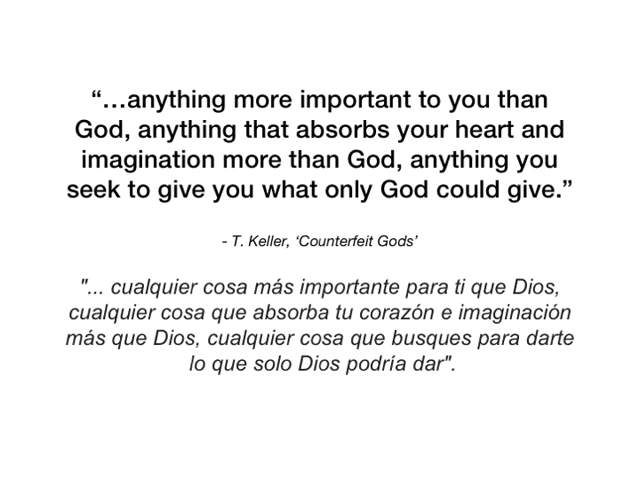 “…anything more important to you than
God, anything that absorbs your heart and
imagination more than God, anything you
seek to give you what only God could give.”
- T. Keller, ‘Counterfeit Gods’
"... cualquier cosa más importante para ti que Dios,
cualquier cosa que absorba tu corazón e imaginación
más que Dios, cualquier cosa que busques para darte
lo que solo Dios podría dar".